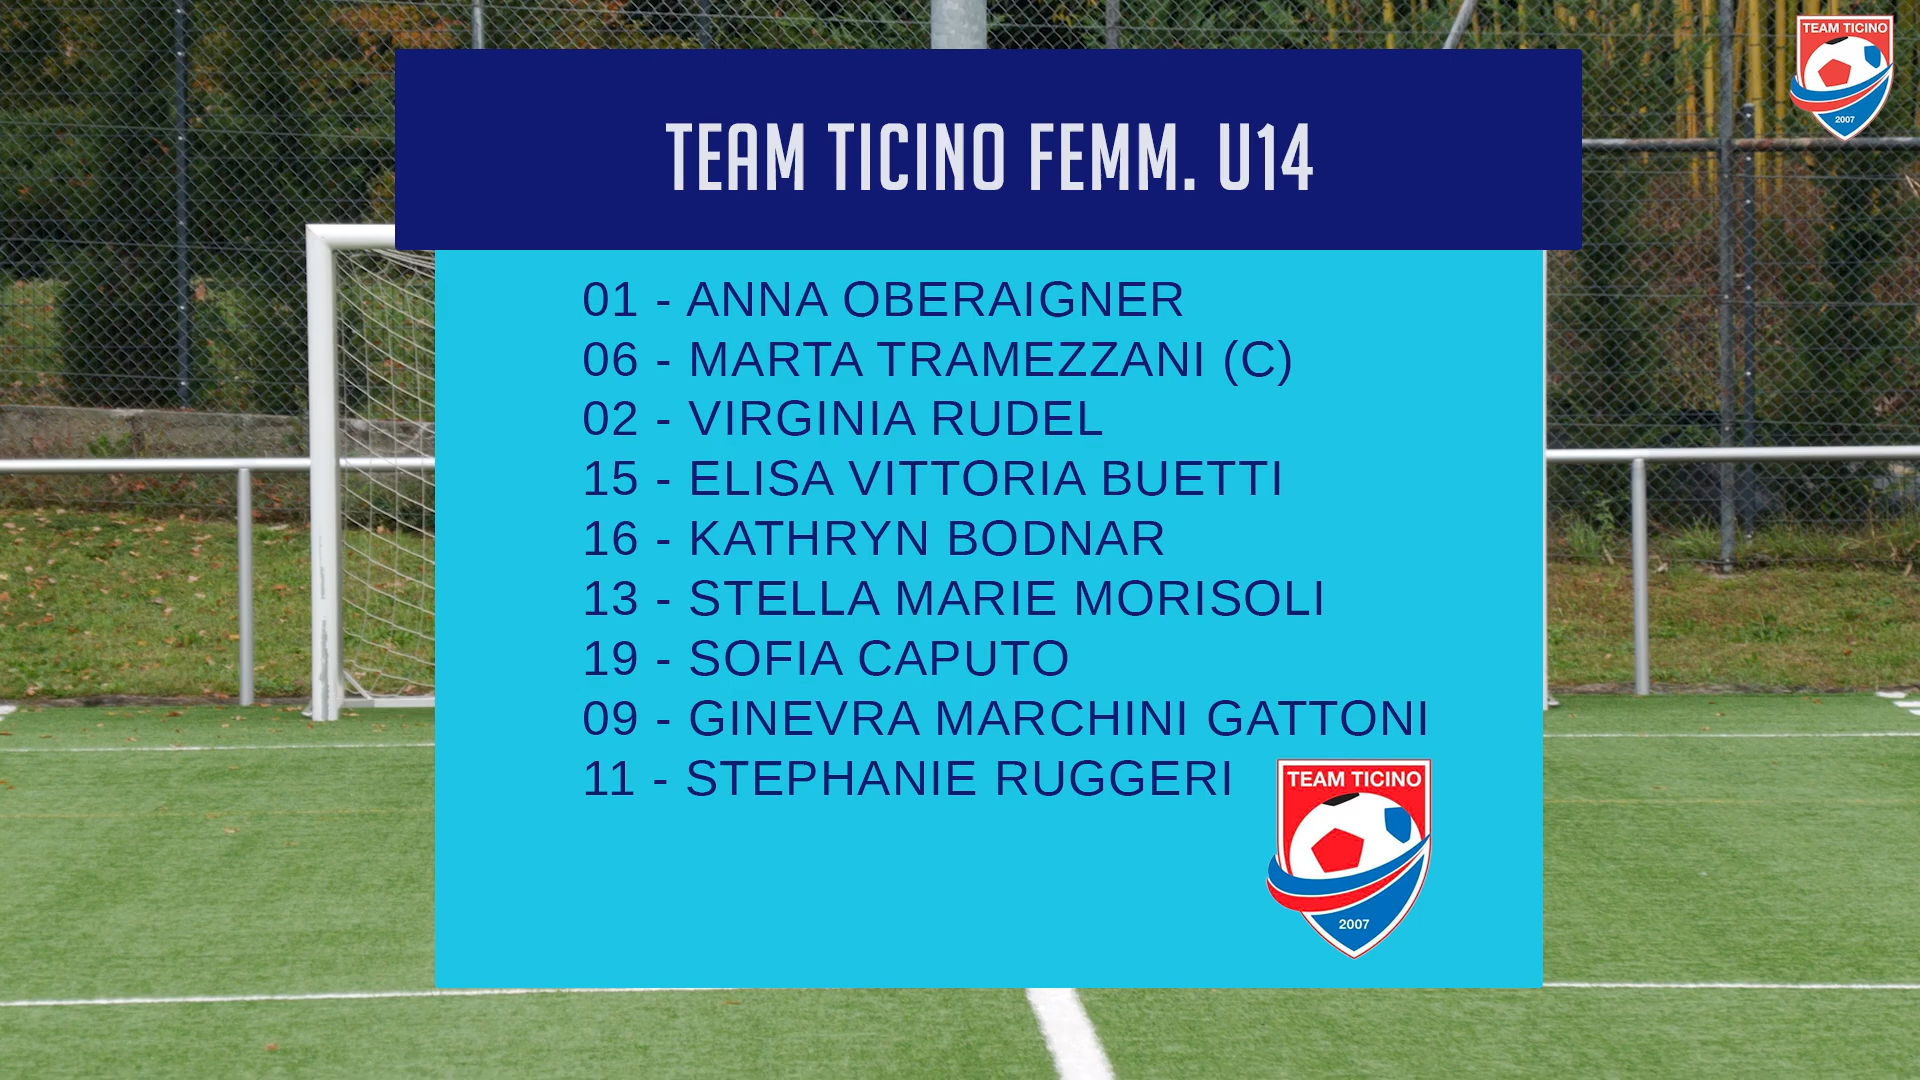 TEAM TICINO
2007
TEAM TICINO FEMM. U14
01 - ANNA OBERAIGNER
06 - MARTA TRAMEZZANI (C)
02 - VIRGINIA RUDEL
15 - ELISA VITTORIA BUETTI
16 - KATHRYN BODNAR
13 - STELLA MARIE MORISOLI
19 - SOFIA CAPUTO
09 - GINEVRA MARCHINI GATTONI
11 - STEPHANIE RUGGERI
TEAM TICINO
2007